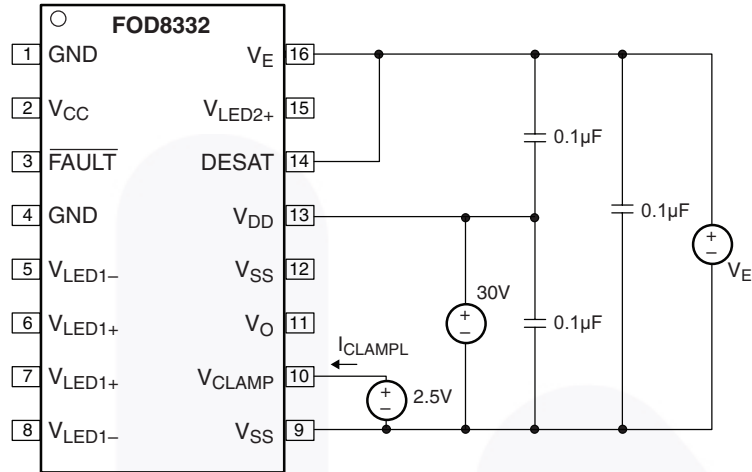 FOD8332
1 GND
2 VCC
3 FAULT
4 GND
5 VLED1–
6 VLED1+
7 VLED1+
8 VLED1–
VE 16
VLED2+ 15
DESAT 14
VDD 13
VSS 12
VO 11
VCLAMP 10
VSS 9
ICLAMPL
+
–
2.5V
30V
+
–
0.1µF
0.1µF
0.1µF
+
–
VE